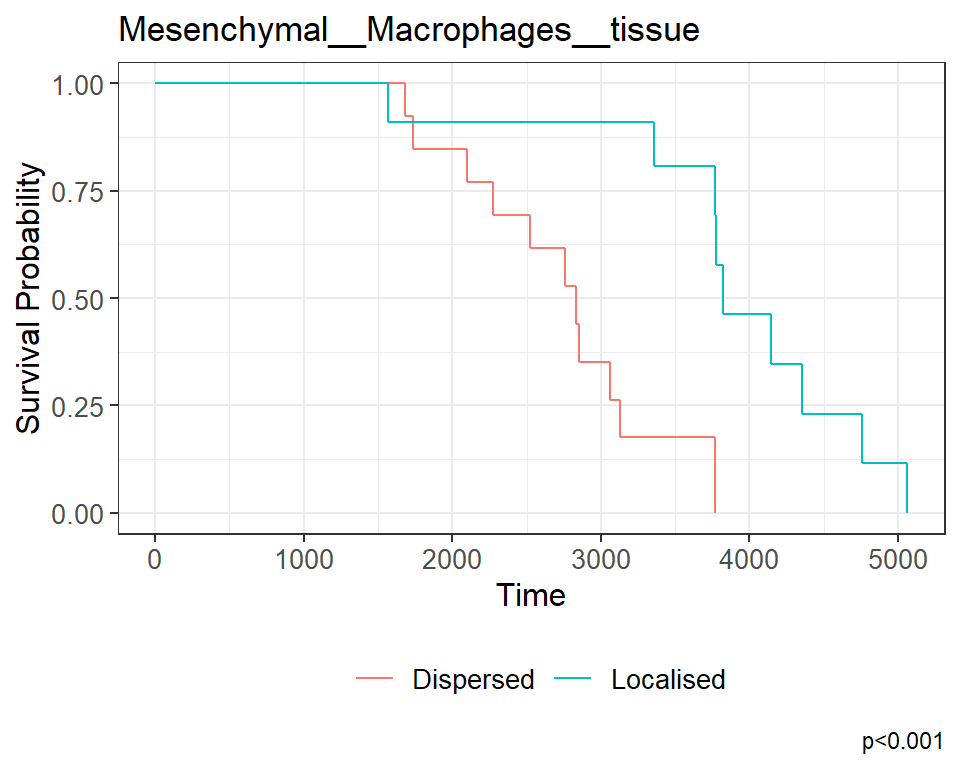 Mesenchymal__Macrophages__tissue
Survival Probability
1.00
0.75
0.50
0.25
0.00
0 1000 2000 3000 4000 5000
Time
Dispersed Localised
p<0.001